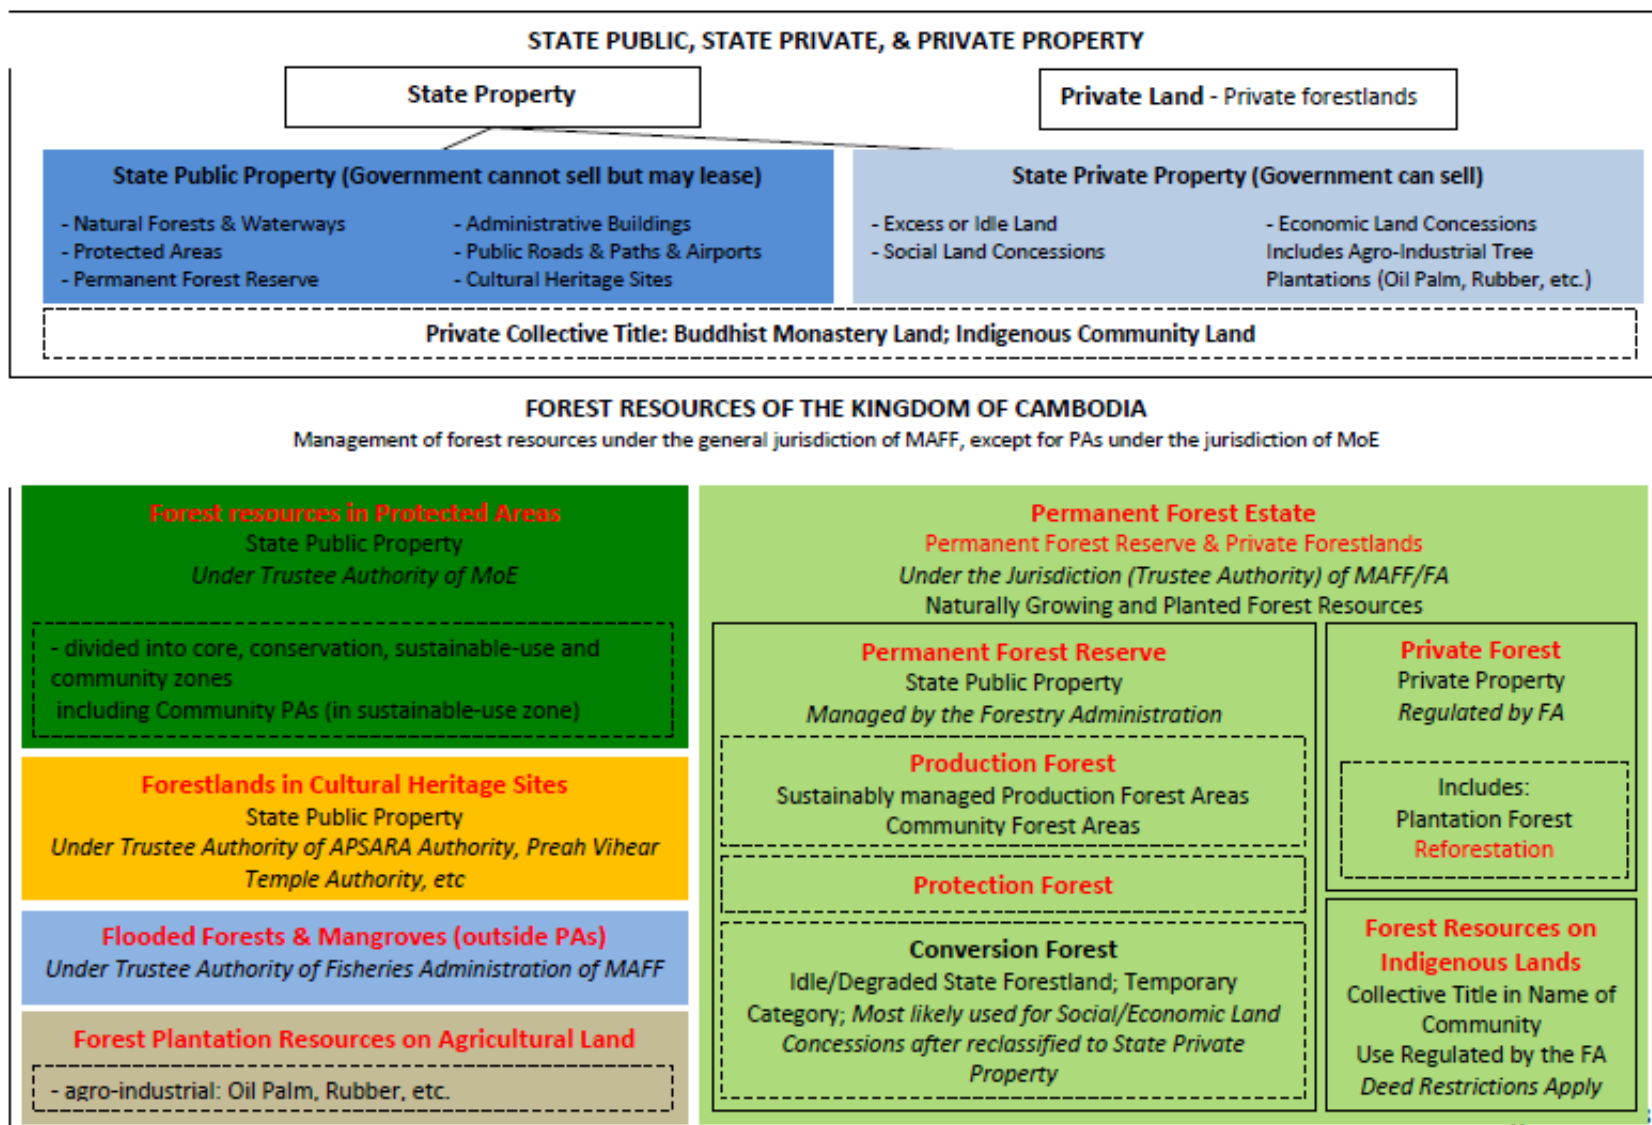 STATE PUBLIC, STATE PRIVATE, & PRIVATE PROPERTY
State Property
Private Land - Private forestlands
State Public Property (Government cannot sell but may lease)
- Natural Forests & Waterways
- Protected Areas
- Permanent Forest Reserve
- Administrative Buildings
- Public Roads & Paths & Airports
- Cultural Heritage Sites
State Private Property (Government can sell)
- Excess or Idle Land
- Social Land Concessions
- Economic Land Concessions
Includes Agro-Industrial Tree
Plantations (Oil Palm, Rubber, etc.)
Private Collective Title: Buddhist Monastery Land; Indigenous Community Land
FOREST RESOURCES OF THE KINGDOM OF CAMBODIA
Management of forest resources under the general jurisdiction of MAFF, except for PAs under the jurisdiction of MoE
Forest resources in Protected Areas
State Public Property
Under Trustee Authority of MoE
- divided into core, conservation, sustainable-use and
community zones
including Community PAs (in sustainable-use zone)
Forestlands in Cultural Heritage Sites
State Public Property
Under Trustee Authority of APSARA Authority, Preah Vihear
Temple Authority, etc
Flooded Forests & Mangroves (outside PAs)
Under Trustee Authority of Fisheries Administration of MAFF
Forest Plantation Resources on Agricultural Land
- agro-industrial: Oil Palm, Rubber, etc.
Permanent Forest Estate
Permanent Forest Reserve & Private Forestlands
Under the Jurisdiction (Trustee Authority) of MAFF/FA
Naturally Growing and Planted Forest Resources
Permanent Forest Reserve
State Public Property
Managed by the Forestry Administration
Production Forest
Sustainably managed Production Forest Areas
Community Forest Areas
Protection Forest
Conversion Forest
Idle/Degraded State Forestland; Temporary
Category; Most likely used for Social/Economic Land
Concessions after reclassified to State Private
Property
Private Forest
Private Property
Regulated by FA
Includes:
Plantation Forest
Reforestation
Forest Resources on
Indigenous Lands
Collective Title in Name of
Community
Use Regulated by the FA
Deed Restrictions Apply